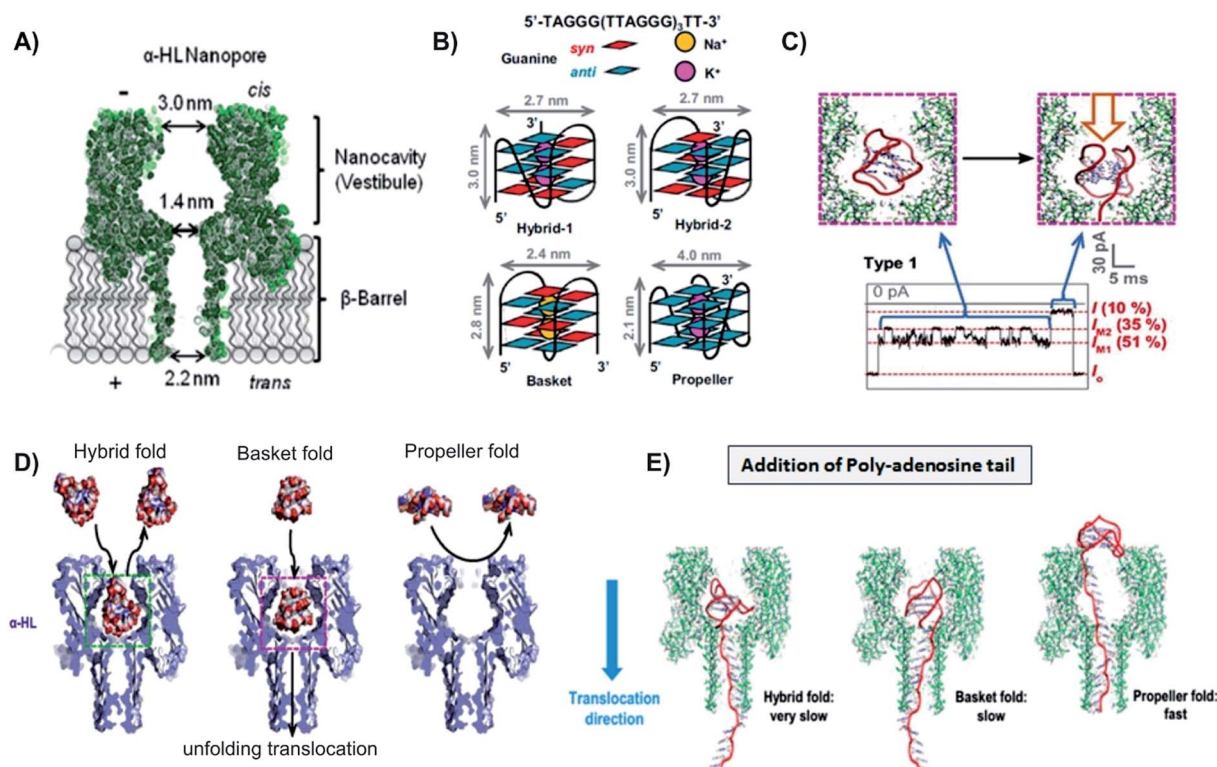 A)
α-HL Nanopore
-
cis
3.0 nm
Nanocavity
(Vestibule)
1.4 nm
β-Barrel
+
2.2 nm
trans
B)
5'-TAGGG(TTAGGG)₃TT-3'
Guanine
syn
anti
Na⁺
K⁺
2.7 nm
3.0 nm
3'
5'
Hybrid-1
2.7 nm
3.0 nm
3'
5'
Hybrid-2
2.4 nm
2.8 nm
5'
3'
Basket
4.0 nm
2.1 nm
3'
5'
Propeller
C)
30 pA
5 ms
Type 1
0 pA
I (10 %)
I_M2 (35 %)
I_M1 (51 %)
I_o
D)
Hybrid fold
Basket fold
Propeller fold
α-HL
unfolding translocation
E)
Addition of Poly-adenosine tail
Translocation
direction
Hybrid fold:
very slow
Basket fold:
slow
Propeller fold:
fast